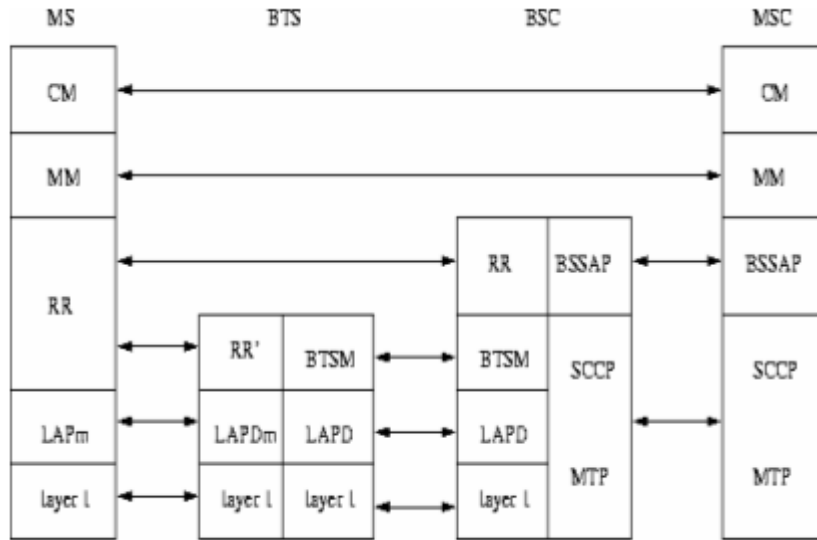 MS BTS BSC MSC
CM CM
MM MM
RR BSSAP BSSAP
RR
RR' BTSM BTSM SCCP SCCP
LAPm LAPDm LAPD LAPD
MTP MTP
layer 1 layer 1 layer 1 layer 1